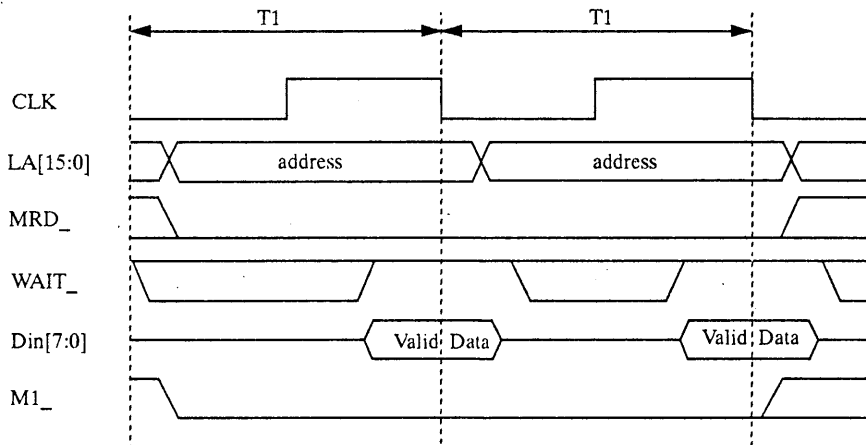 T1 T1
CLK
LA[15:0] address address
MRD_
WAIT_
Din[7:0] Valid Data Valid Data
M1_